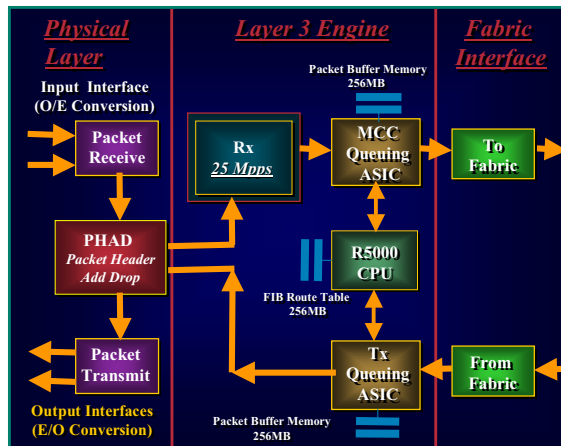 Physical
Layer
Layer 3 Engine
Fabric
Interface
Input Interface
(O/E Conversion)
Packet
Receive
PHAD
Packet Header
Add Drop
Packet
Transmit
Output Interfaces
(E/O Conversion)
Packet Buffer Memory
256MB
Rx
25 Mpps
MCC
Queuing
ASIC
R5000
CPU
FIB Route Table
256MB
Tx
Queuing
ASIC
Packet Buffer Memory
256MB
To
Fabric
From
Fabric